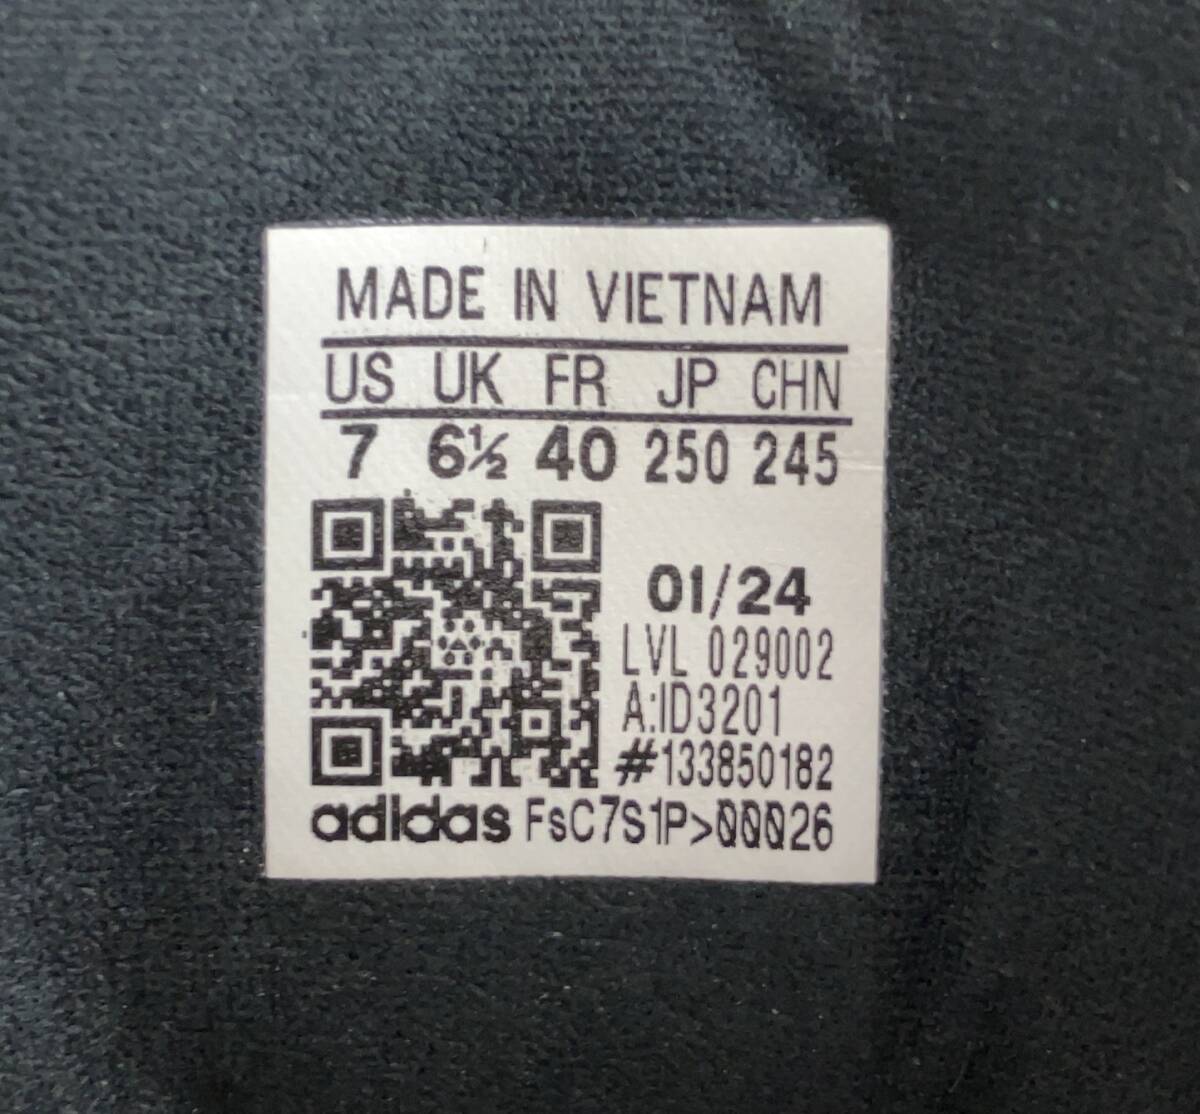 MADE IN VIETNAM
US UK FR JP CHN
7 6½ 40 250 245
01/24
LVL 029002
A:ID3201
#133850182
adidas FsC7S1P>00026